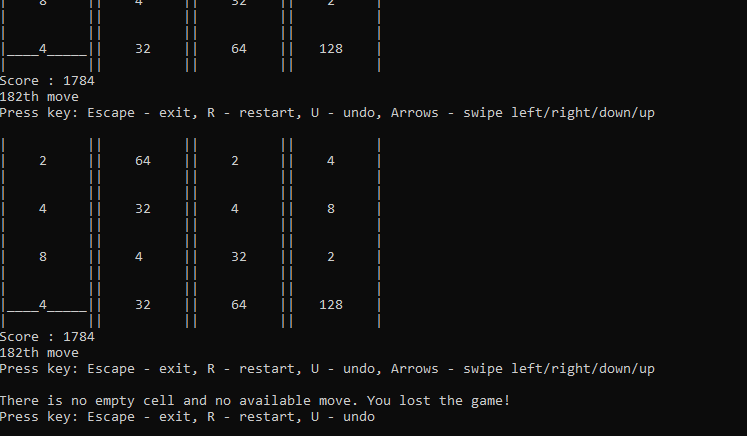 8 4 32 2
____4_____ 32 64 128
Score : 1784
182th move
Press key: Escape - exit, R - restart, U - undo, Arrows - swipe left/right/down/up
2 64 2 4
4 32 4 8
8 4 32 2
____4_____ 32 64 128
Score : 1784
182th move
Press key: Escape - exit, R - restart, U - undo, Arrows - swipe left/right/down/up
There is no empty cell and no available move. You lost the game!
Press key: Escape - exit, R - restart, U - undo